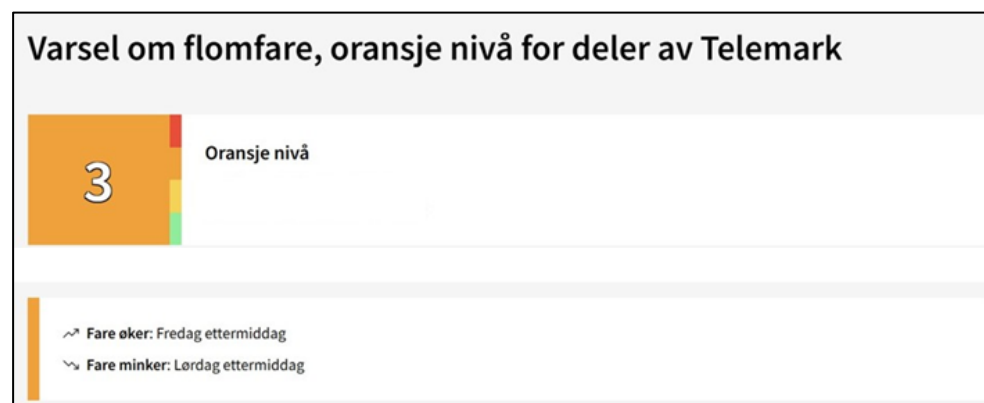 Varsel om flomfare, oransje nivå for deler av Telemark
3
Oransje nivå
Fare øker: Fredag ettermiddag
Fare minker: Lørdag ettermiddag